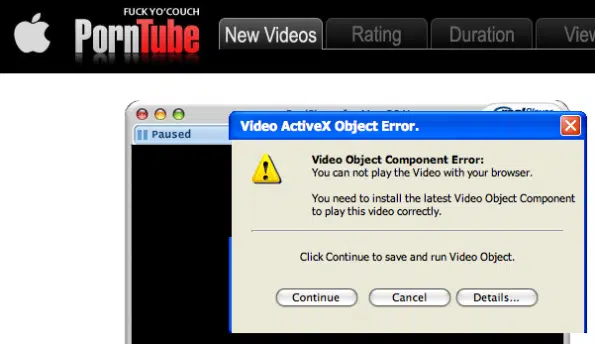 FUCK YO'COUCH
PornTube
New Videos
Rating
Duration
Paused
Video ActiveX Object Error.
Video Object Component Error:
You can not play the Video with your browser.
You need to install the latest Video Object Component
to play this video correctly.
Click Continue to save and run Video Object.
Continue
Cancel
Details...